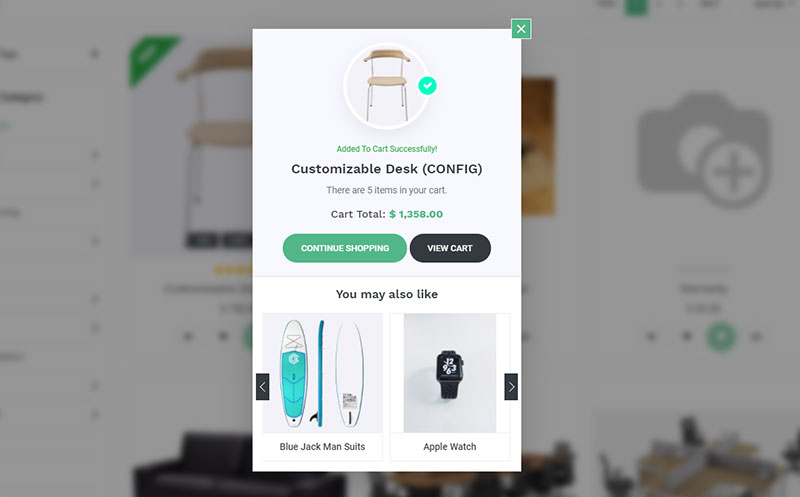 Added To Cart Successfully!
Customizable Desk (CONFIG)
There are 5 items in your cart.
Cart Total: $ 1,358.00
CONTINUE SHOPPING
VIEW CART
You may also like
Blue Jack Man Suits
Apple Watch